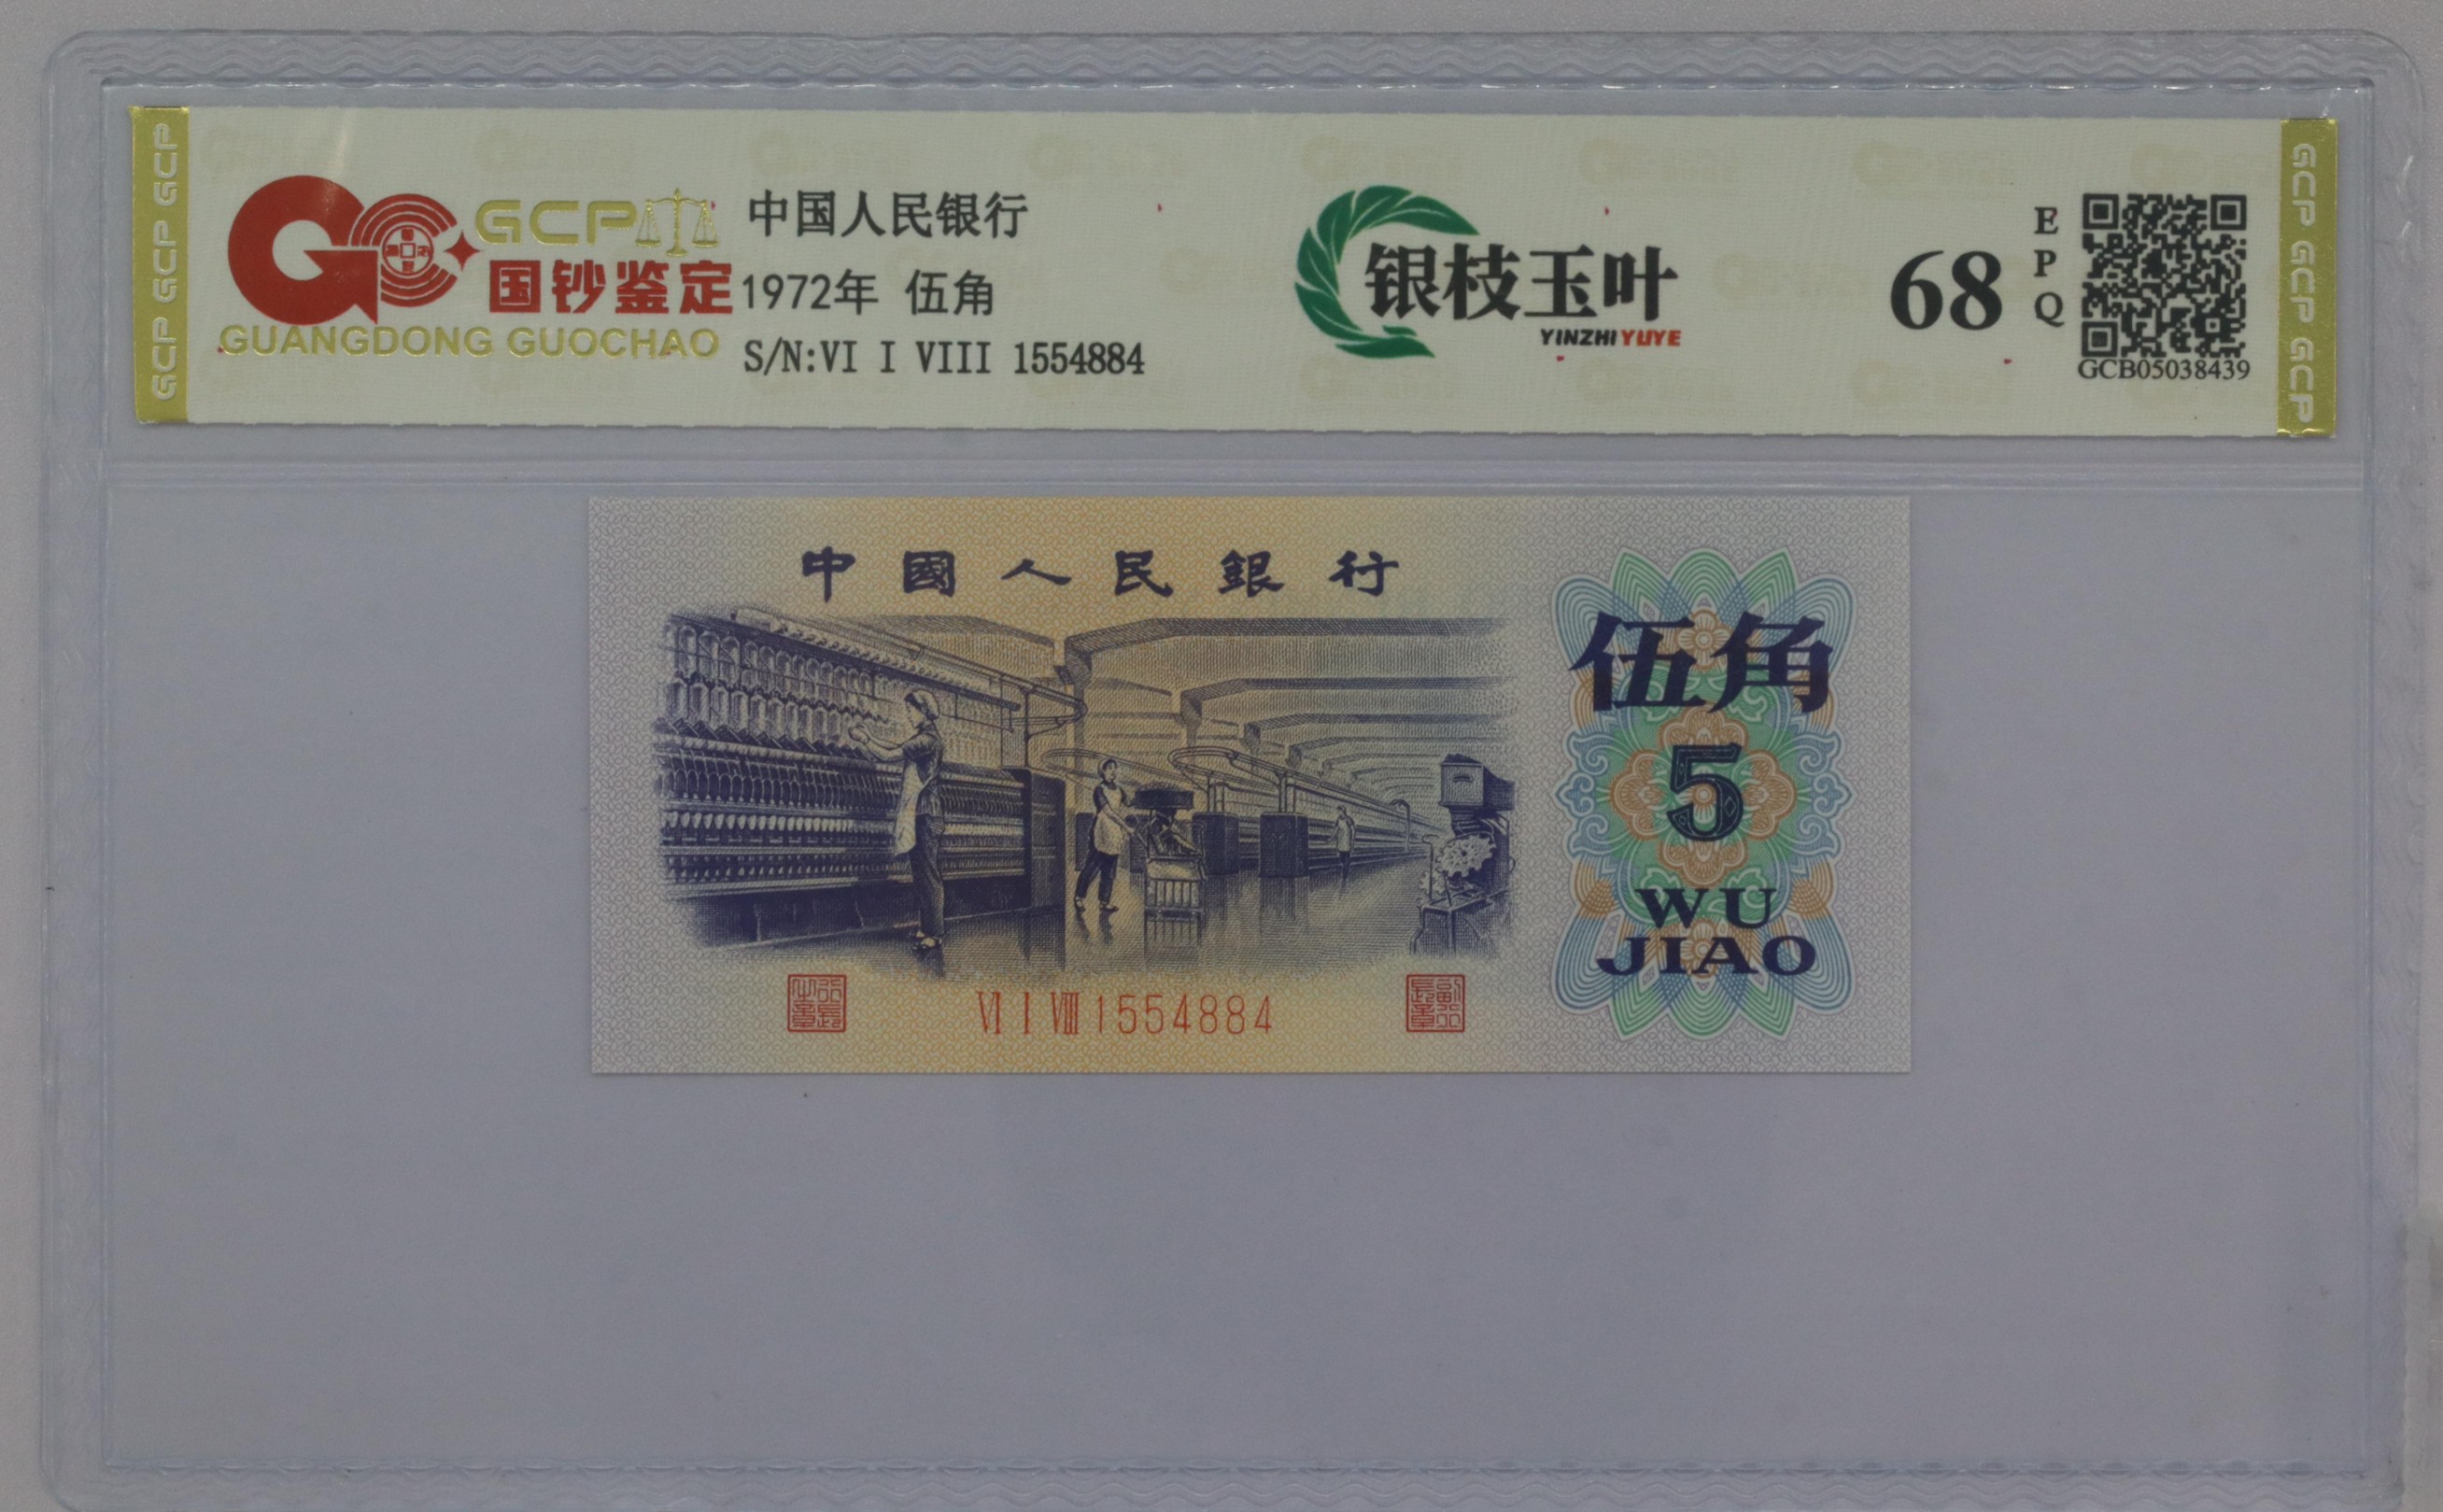 GCP GCP GCP
GCP
国钞鉴定
GUANGDONG GUOCHAO
中国人民银行
1972年 伍角
S/N:VI I VIII 1554884
银枝玉叶
YINZHI YUYE
68
EPQ
GCB05038439
GCP GCP GCP
中國人民銀行
伍角
5
WU
JIAO
VI I VIII 1554884